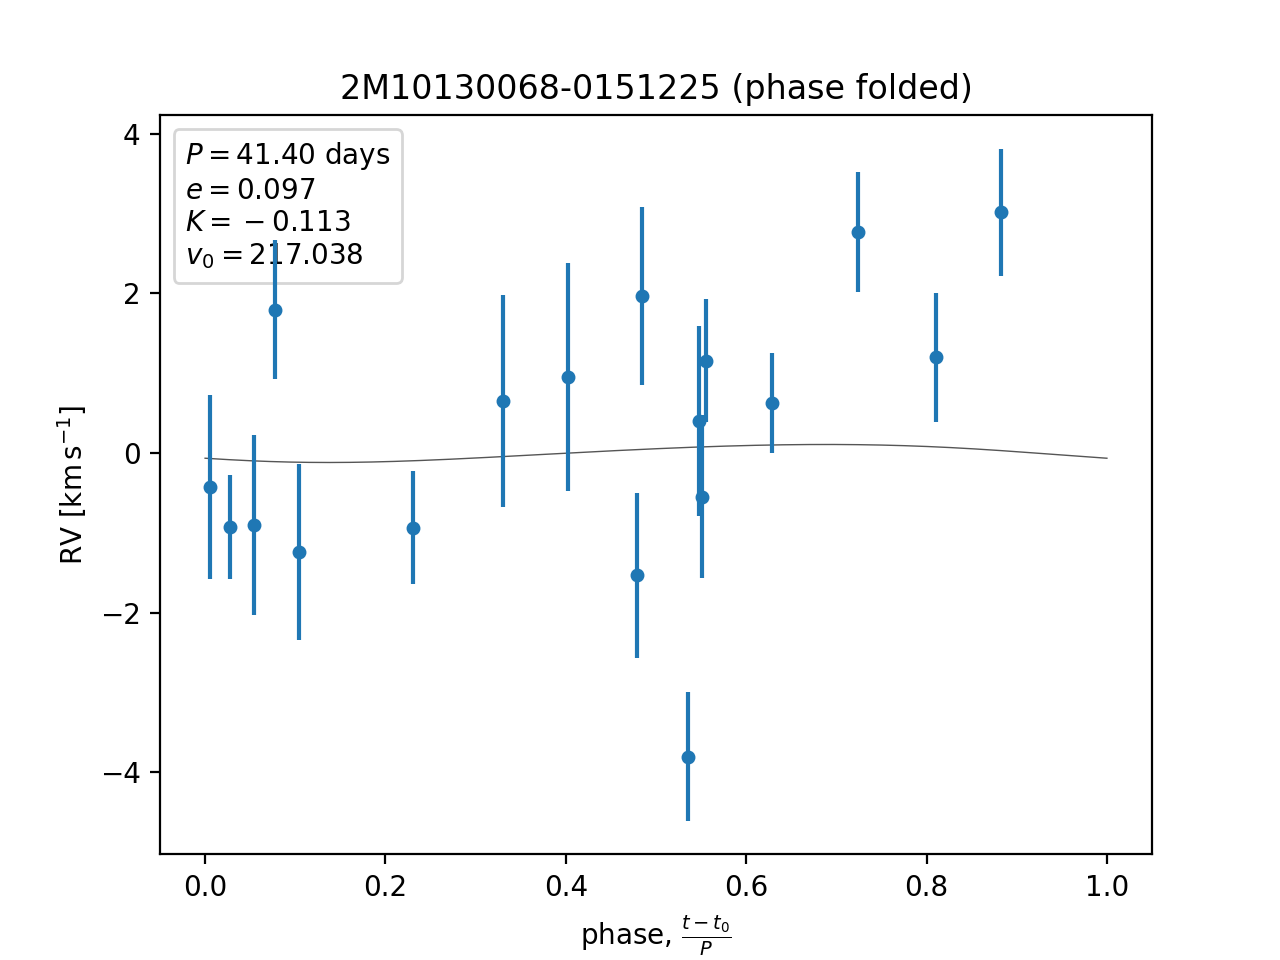 2M10130068-0151225 (phase folded)
P = 41.40 days
e = 0.097
K = −0.113
v₀ = 217.038
4
2
0
−2
−4
RV [km s⁻¹]
0.0 0.2 0.4 0.6 0.8 1.0
phase, (t − t₀)/P